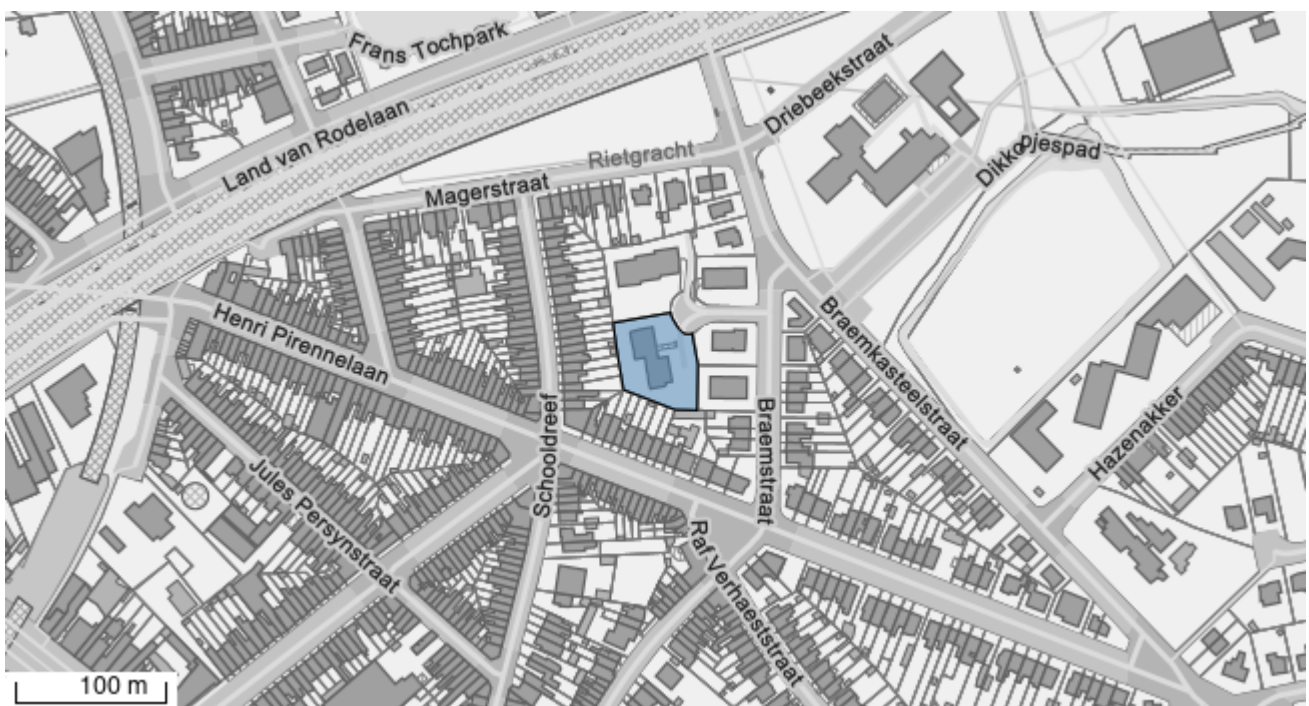 Frans Tochpark
Land van Rodelaan
Driebeekstraat
Rietgracht
Dikkopjespad
Magerstraat
Henri Pirennelaan
Braemkasteelstraat
Schooldreef
Braemstraat
Hazenakker
Jules Persynstraat
Raf Verhaeststraat
100 m